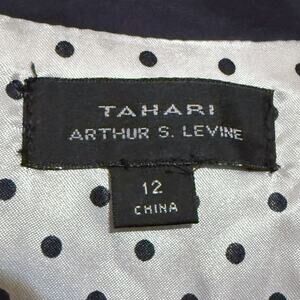 TAHARI
ARTHUR S. LEVINE
12
CHINA